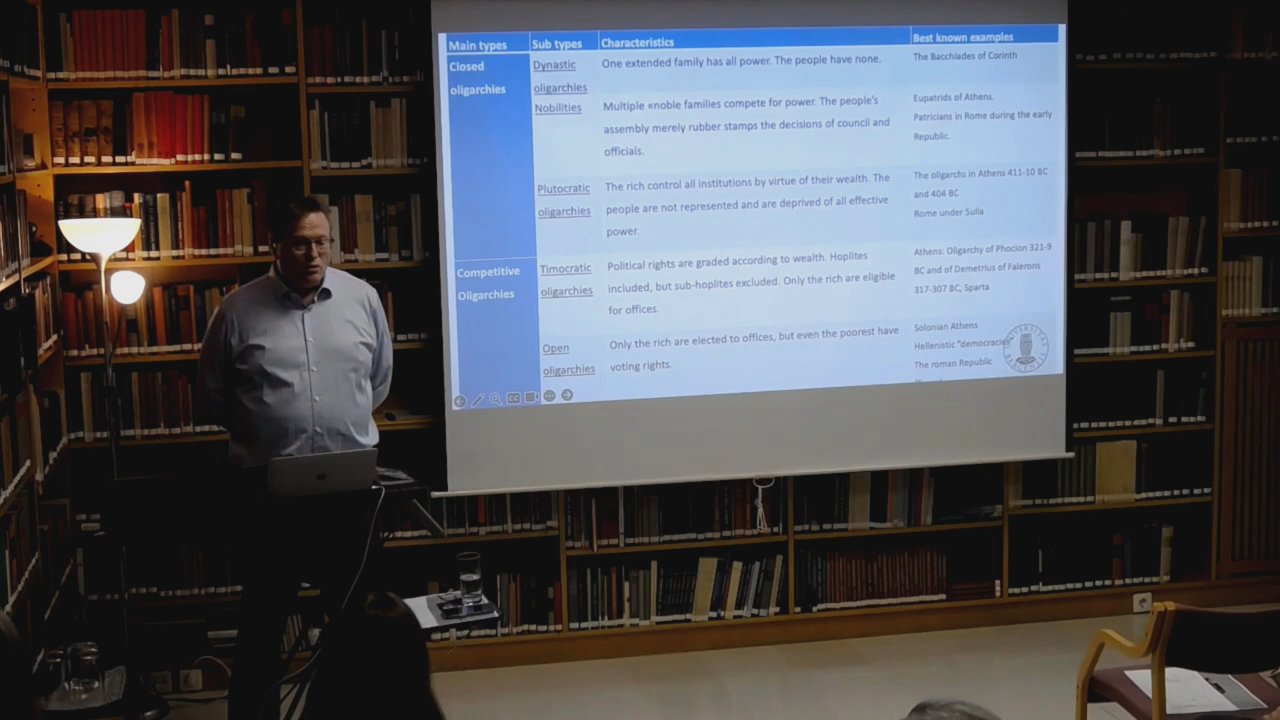 Main types Sub types Characteristics Best known examples
Closed oligarchies
Dynastic oligarchies
One extended family has all power. The people have none.
The Bacchiades of Corinth
Nobilities
Multiple «noble families compete for power. The people's
assembly merely rubber stamps the decisions of council and
officials.
Eupatrids of Athens.
Patricians in Rome during the early
Republic.
Plutocratic oligarchies
The rich control all institutions by virtue of their wealth. The
people are not represented and are deprived of all effective
power.
The oligarchs in Athens 411-10 BC
and 404 BC
Rome under Sulla
Competitive Oligarchies
Timocratic oligarchies
Political rights are graded according to wealth. Hoplites
included, but sub-hoplites excluded. Only the rich are eligible
for offices.
Athens: Oligarchy of Phocion 321-9
BC and of Demetrius of Falerons
317-307 BC, Sparta
Open oligarchies
Only the rich are elected to offices, but even the poorest have
voting rights.
Solonian Athens
Hellenistic "democracies
The roman Republic
CC